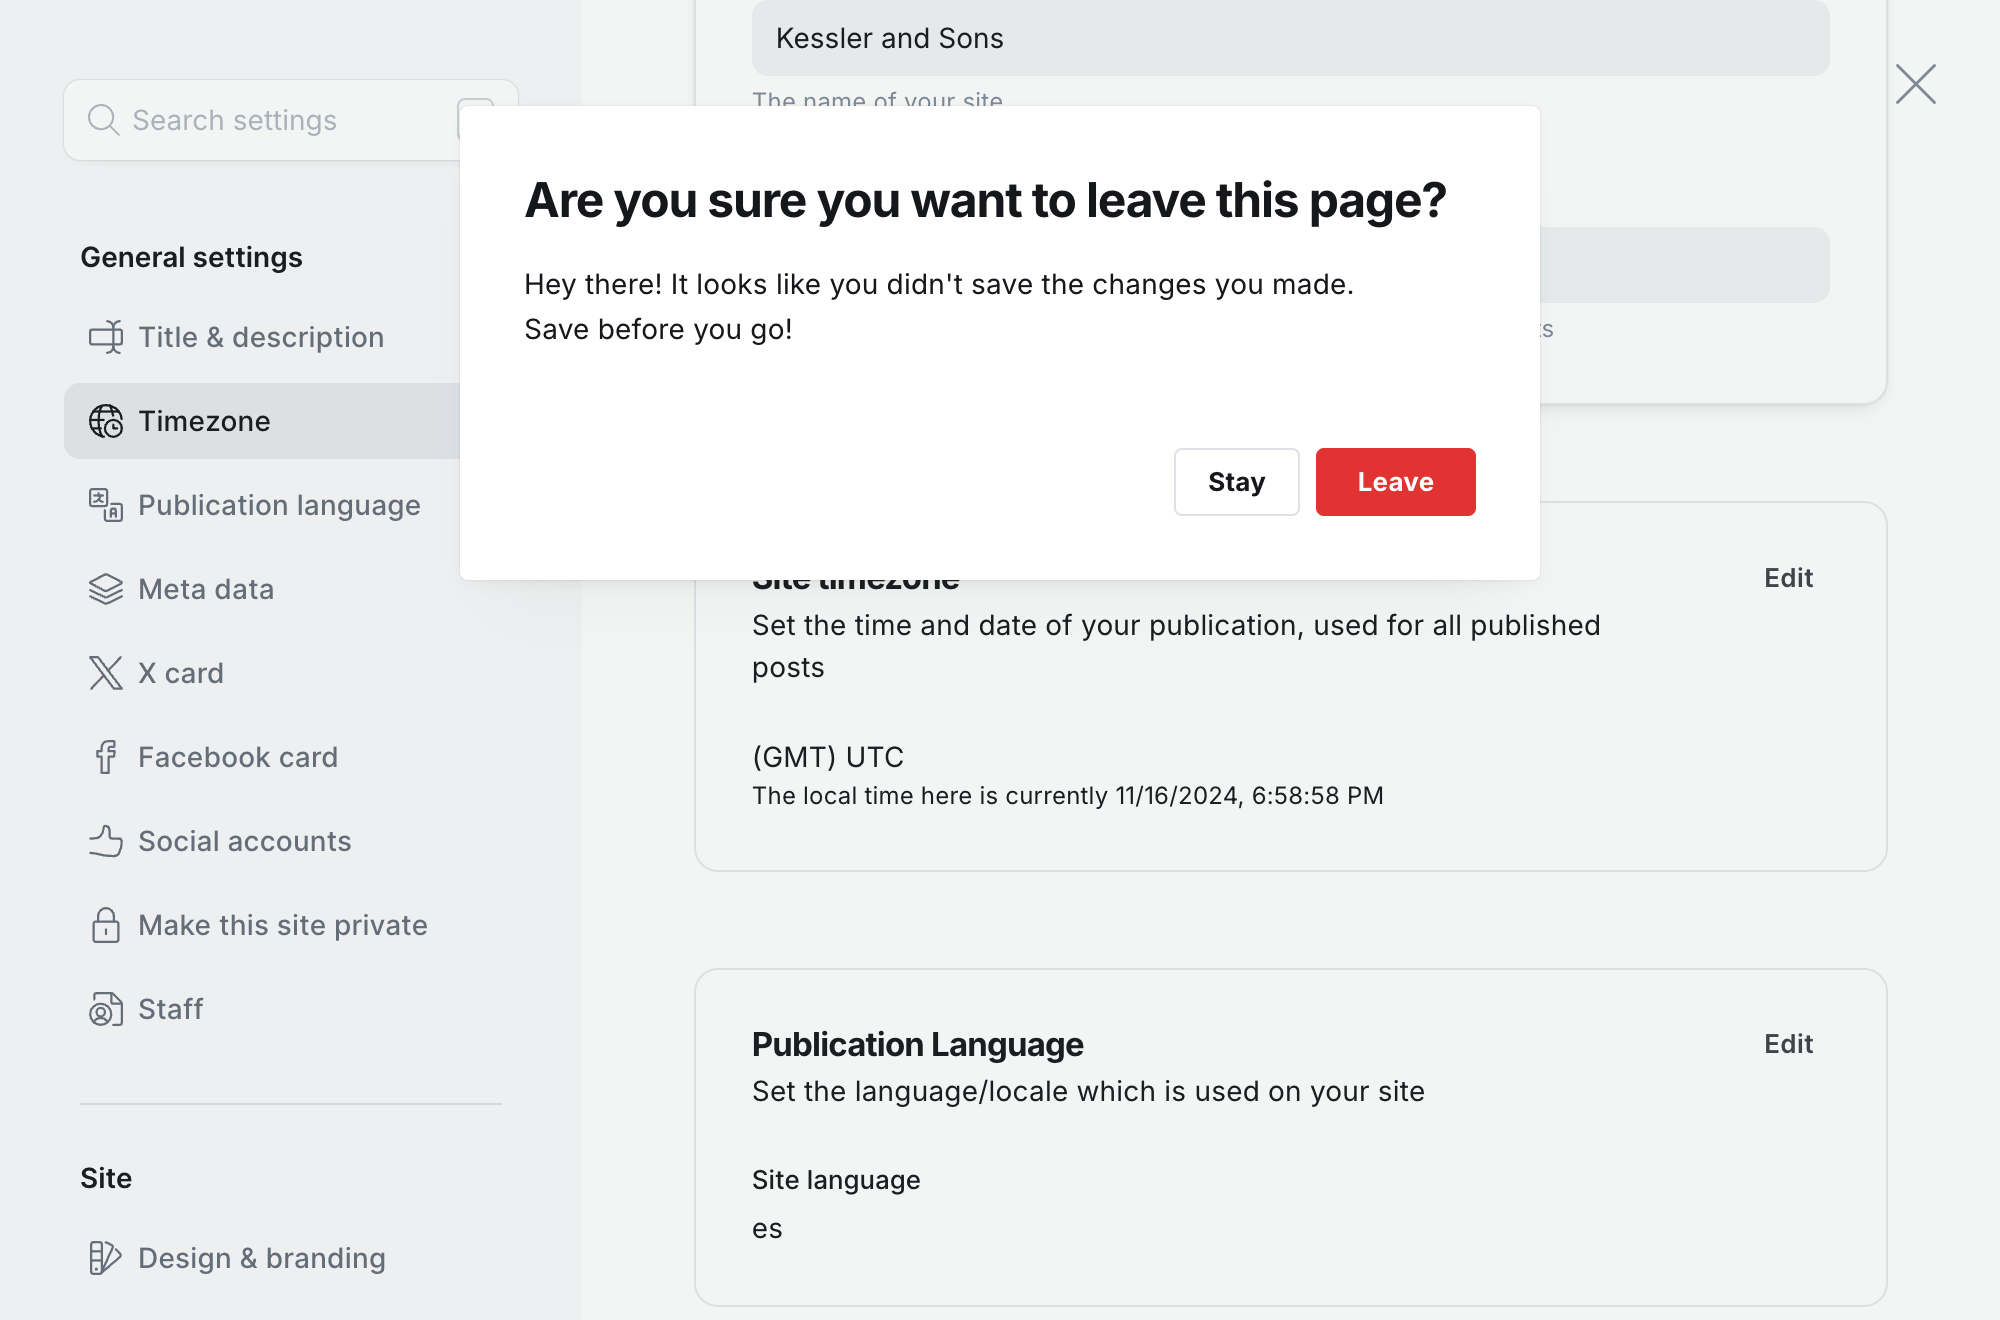 Kessler and Sons
The name of your site
Search settings
Are you sure you want to leave this page?
Hey there! It looks like you didn't save the changes you made.
Save before you go!
Stay
Leave
General settings
Title & description
Timezone
Publication language
Meta data
X card
Facebook card
Social accounts
Make this site private
Staff
Site
Design & branding
Site timezone
Edit
Set the time and date of your publication, used for all published
posts
(GMT) UTC
The local time here is currently 11/16/2024, 6:58:58 PM
Publication Language
Edit
Set the language/locale which is used on your site
Site language
es